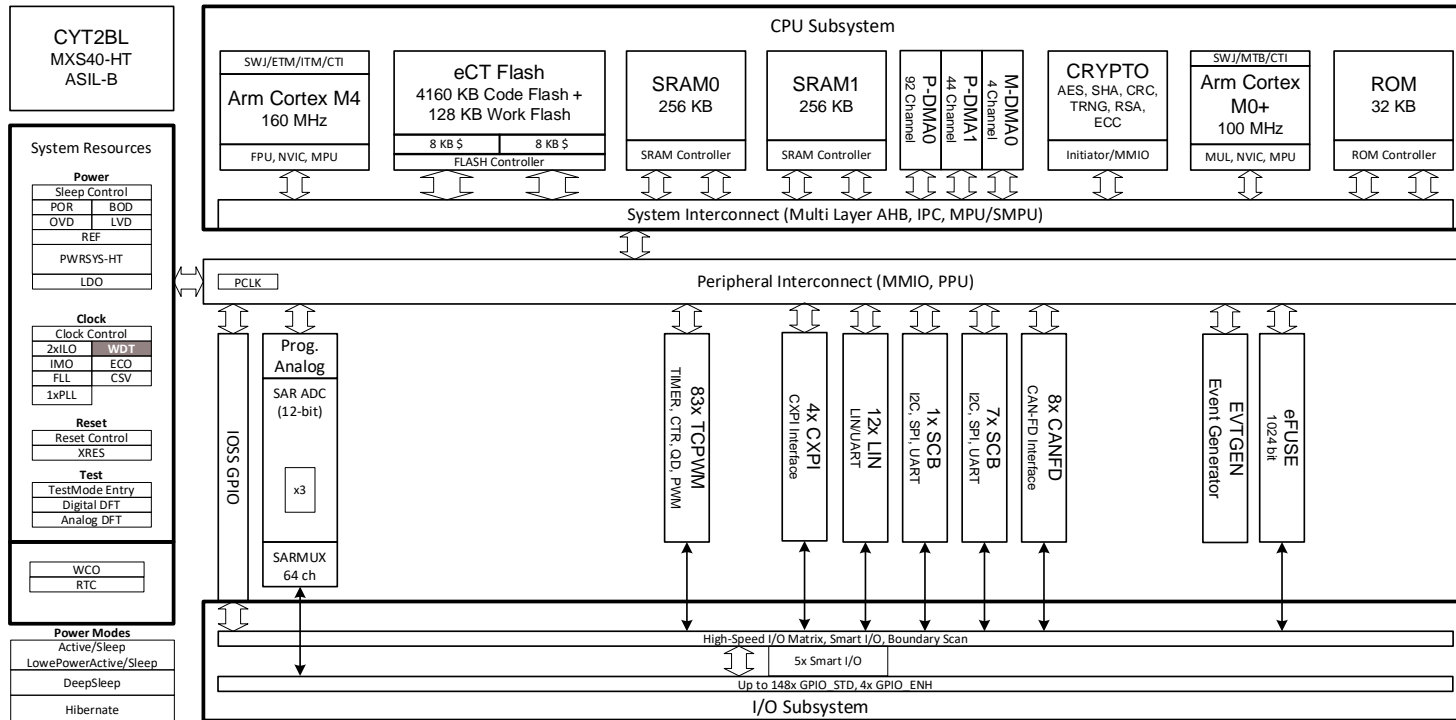 CYT2BL
MXS40-HT
ASIL-B
System Resources
Power
Sleep Control
POR
BOD
OVD
LVD
REF
PWRSYS-HT
LDO
Clock
Clock Control
2xILO
WDT
IMO
ECO
FLL
CSV
1xPLL
Reset
Reset Control
XRES
Test
TestMode Entry
Digital DFT
Analog DFT
WCO
RTC
Power Modes
Active/Sleep
LowePowerActive/Sleep
DeepSleep
Hibernate
CPU Subsystem
SWJ/ETM/ITM/CTI
Arm Cortex M4
160 MHz
FPU, NVIC, MPU
eCT Flash
4160 KB Code Flash +
128 KB Work Flash
8 KB $
8 KB $
FLASH Controller
SRAM0
256 KB
SRAM Controller
SRAM1
256 KB
SRAM Controller
P-DMA0
92 Channel
P-DMA1
44 Channel
M-DMA0
4 Channel
CRYPTO
AES, SHA, CRC,
TRNG, RSA,
ECC
Initiator/MMIO
SWJ/MTB/CTI
Arm Cortex
M0+
100 MHz
MUL, NVIC, MPU
ROM
32 KB
ROM Controller
System Interconnect (Multi Layer AHB, IPC, MPU/SMPU)
PCLK
Peripheral Interconnect (MMIO, PPU)
IOSS GPIO
Prog.
Analog
SAR ADC
(12-bit)
x3
SARMUX
64 ch
83x TCPWM
TIMER, CTR, QD, PWM
4x CXPI
CXPI Interface
12x LIN
LIN/UART
1x SCB
I2C, SPI, UART
7x SCB
I2C, SPI, UART
8x CANFD
CAN-FD Interface
EVTGEN
Event Generator
eFUSE
1024 bit
High-Speed I/O Matrix, Smart I/O, Boundary Scan
5x Smart I/O
Up to 148x GPIO_STD, 4x GPIO_ENH
I/O Subsystem